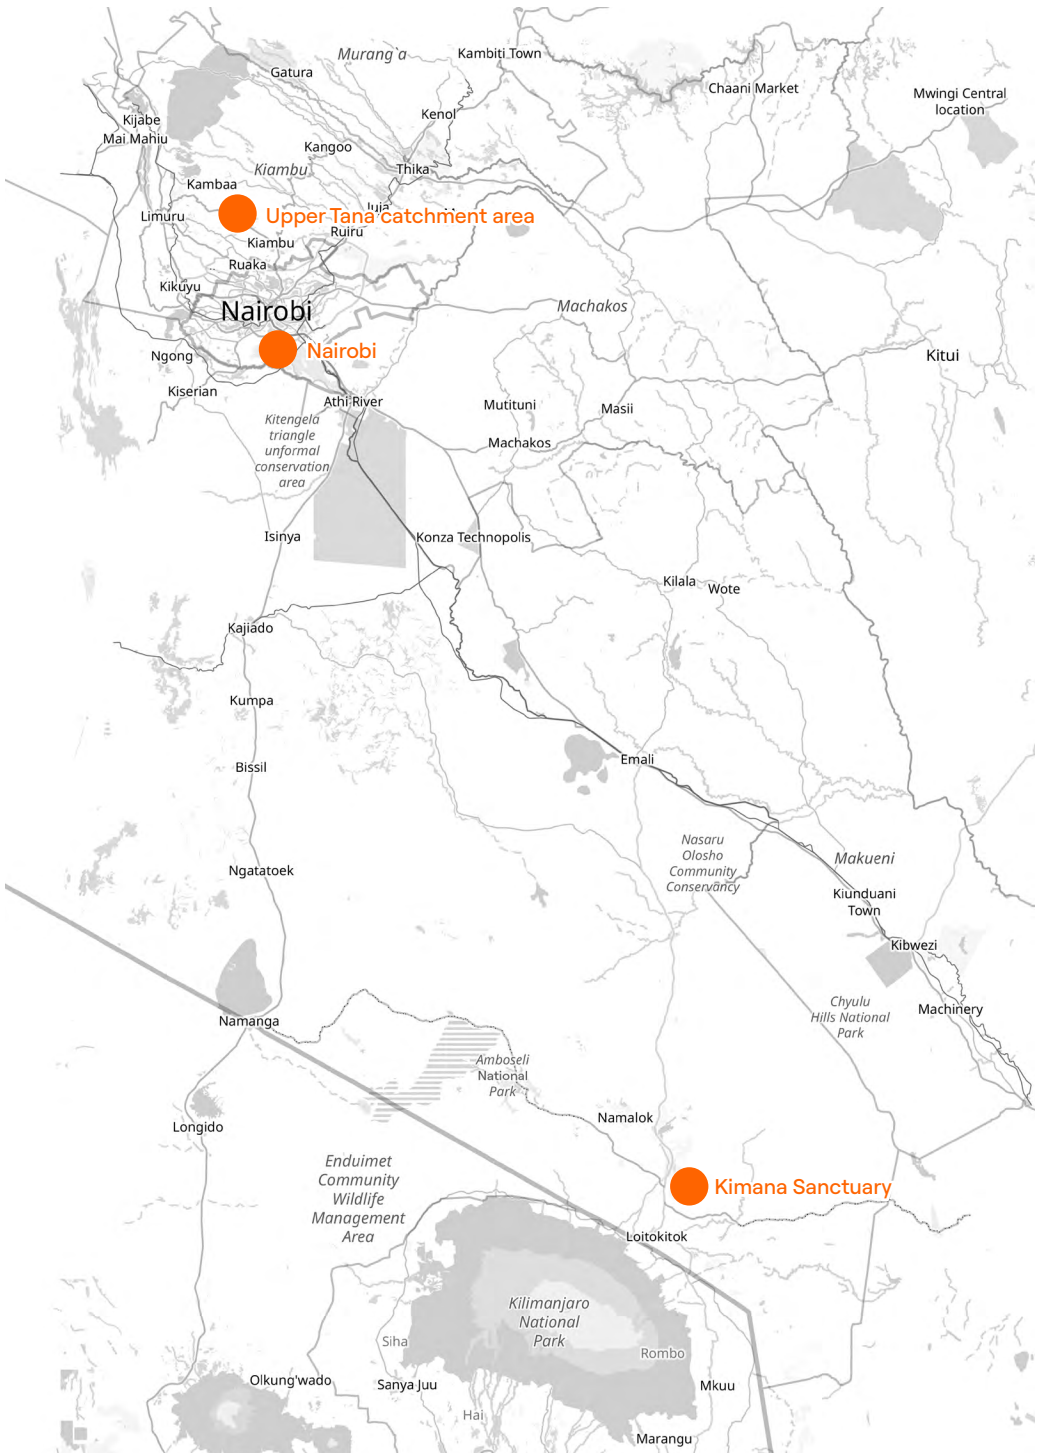 Murang'a
Kambiti Town
Gatura
Chaani Market
Mwingi Central
location
Kenol
Kijabe
Mai Mahiu
Kangoo
Kiambu
Thika
Kambaa
Limuru
Juja
Upper Tana catchment area
Ruiru
Kiambu
Ruaka
Kikuyu
Nairobi
Machakos
Nairobi
Ngong
Kitui
Kiserian
Athi River
Mutituni
Masii
Kitengela
triangle
unformal
conservation
area
Machakos
Isinya
Konza Technopolis
Kilala
Wote
Kajiado
Kumpa
Emali
Bissil
Nasaru
Olosho
Community
Conservancy
Makueni
Ngatatoek
Kiunduani
Town
Kibwezi
Chyulu
Hills National
Park
Machinery
Namanga
Amboseli
National
Park
Namalok
Longido
Enduimet
Community
Wildlife
Management
Area
Kimana Sanctuary
Loitokitok
Kilimanjaro
National
Park
Siha
Rombo
Olkung'wado
Sanya Juu
Mkuu
Hai
Marangu